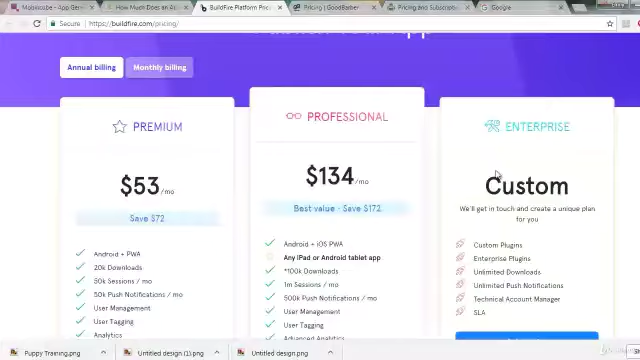 Mobincube - App Gen
How Much Does an A
BuildFire Platform Pric
Pricing | GoodBarber
Pricing and Subscript
Google
Secure
https://buildfire.com/pricing/
Annual billing
Monthly billing
PREMIUM
$53/mo
Save $72
Android + PWA
20k Downloads
50k Sessions / mo
50k Push Notifications / mo
User Management
User Tagging
Analytics
PROFESSIONAL
$134/mo
Best value - Save $172
Android + iOS PWA
Any iPad or Android tablet app
*100k Downloads
1m Sessions / mo
500k Push Notifications / mo
User Management
User Tagging
Advanced Analytics
ENTERPRISE
Custom
We'll get in touch and create a unique plan
for you
Custom Plugins
Enterprise Plugins
Unlimited Downloads
Unlimited Push Notifications
Technical Account Manager
SLA
Puppy Training.png
Untitled design (1).png
Untitled design.png